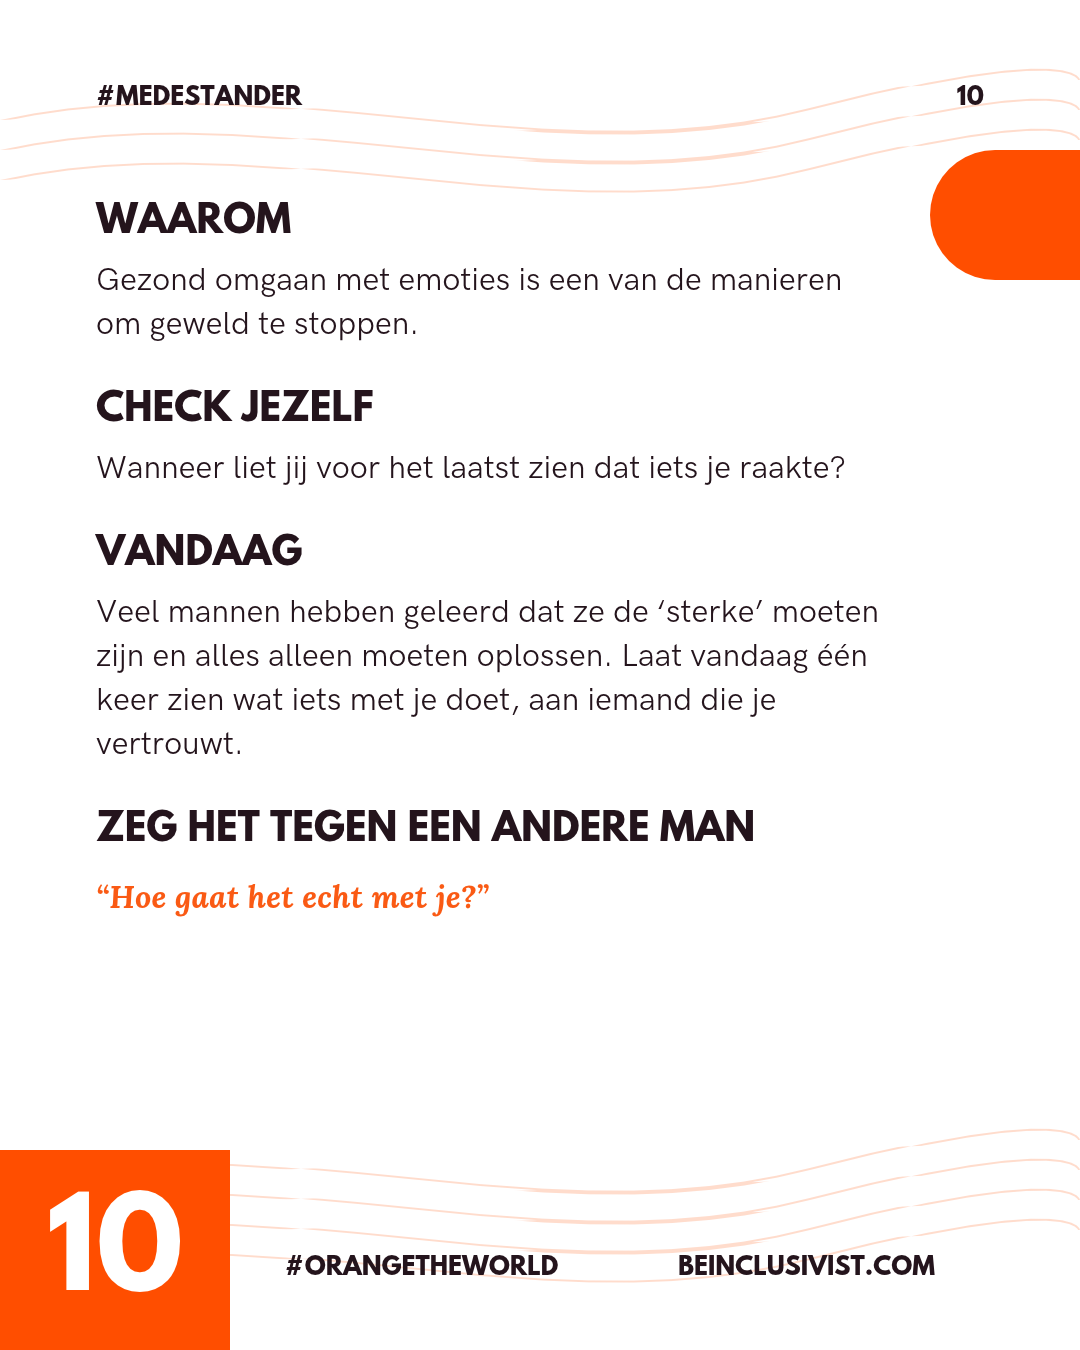 #MEDESTANDER
10
WAAROM
Gezond omgaan met emoties is een van de manieren
om geweld te stoppen.
CHECK JEZELF
Wanneer liet jij voor het laatst zien dat iets je raakte?
VANDAAG
Veel mannen hebben geleerd dat ze de ‘sterke’ moeten
zijn en alles alleen moeten oplossen. Laat vandaag één
keer zien wat iets met je doet, aan iemand die je
vertrouwt.
ZEG HET TEGEN EEN ANDERE MAN
“Hoe gaat het echt met je?”
10
#ORANGETHEWORLD
BEINCLUSIVIST.COM